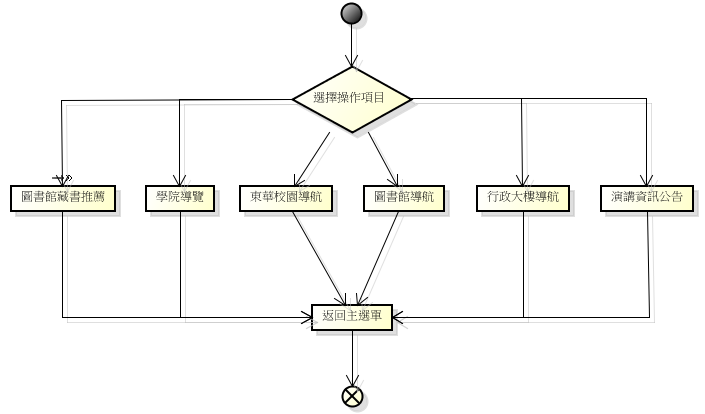 選擇操作項目
圖書館藏書推薦
學院導覽
東華校園導航
圖書館導航
行政大樓導航
演講資訊公告
返回主選單